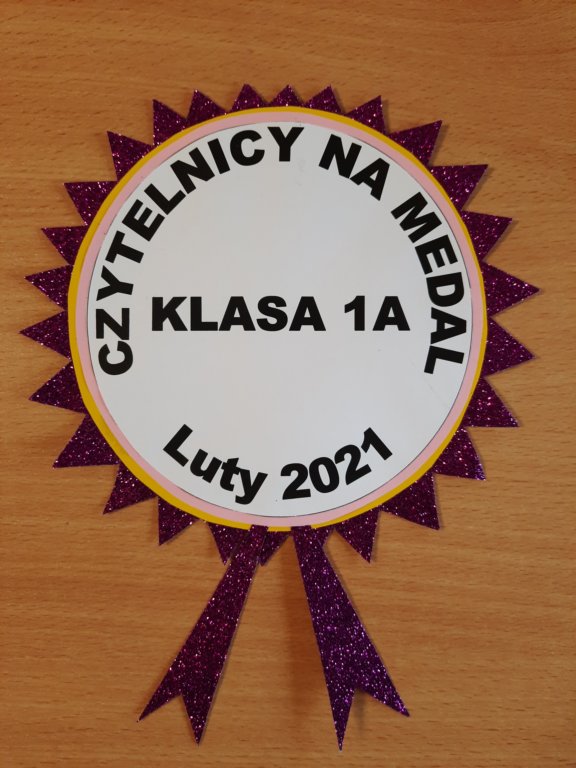 CZYTELNICY NA MEDAL
KLASA 1A
Luty 2021